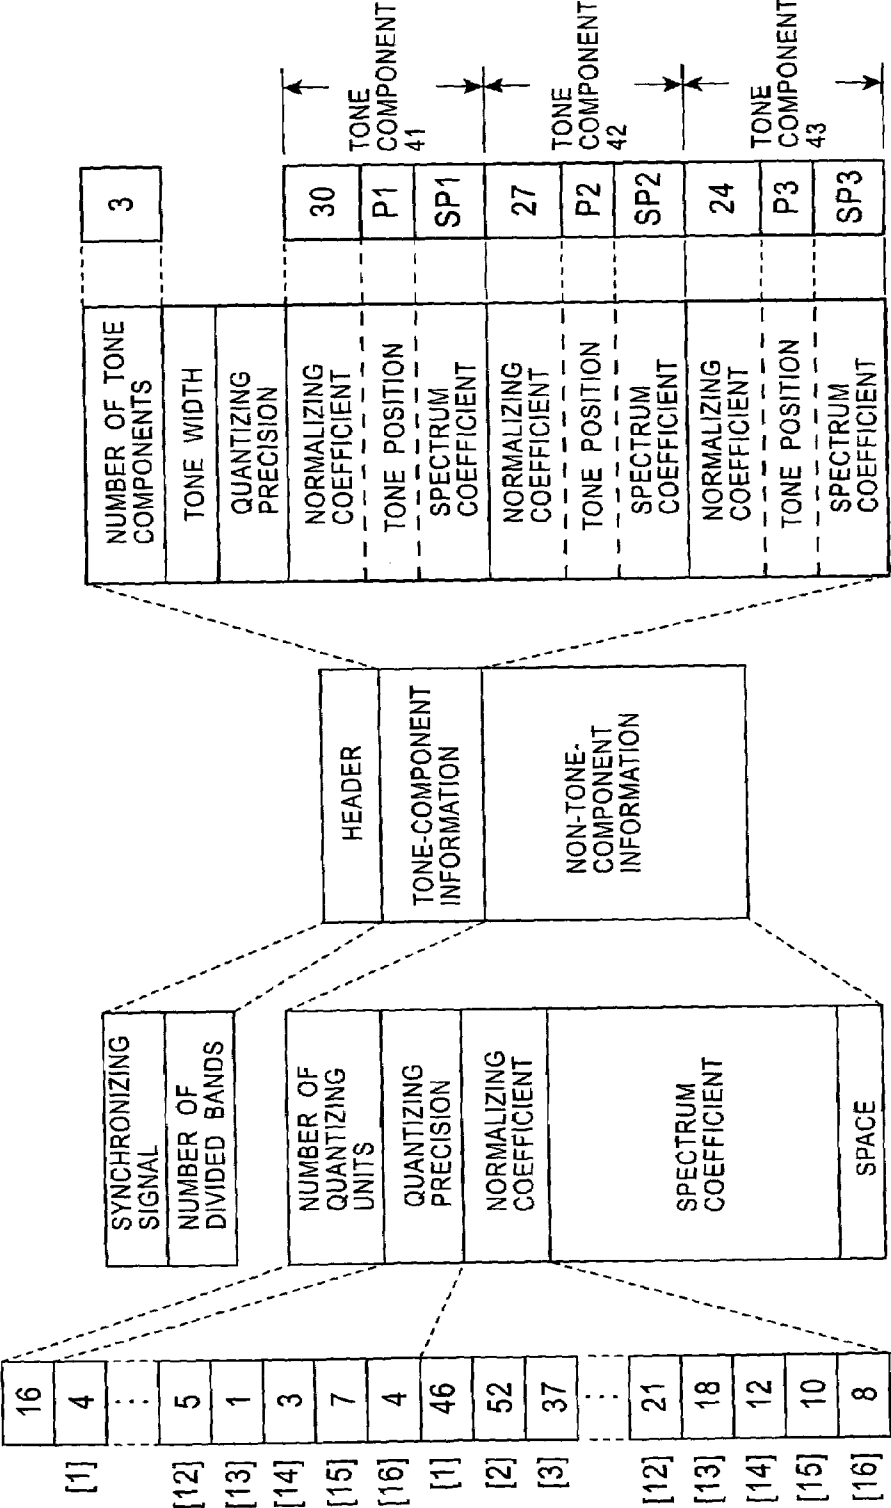 16
[1] 4
...
[12] 5
[13] 1
[14] 3
[15] 7
[16] 4
[1] 46
[2] 52
[3] 37
...
[12] 21
[13] 18
[14] 12
[15] 10
[16] 8
SYNCHRONIZING
SIGNAL
NUMBER OF
DIVIDED BANDS
NUMBER OF
QUANTIZING
UNITS
QUANTIZING
PRECISION
NORMALIZING
COEFFICIENT
SPECTRUM
COEFFICIENT
SPACE
HEADER
TONE-COMPONENT
INFORMATION
NON-TONE-
COMPONENT
INFORMATION
NUMBER OF TONE
COMPONENTS
TONE WIDTH
QUANTIZING
PRECISION
NORMALIZING
COEFFICIENT
TONE POSITION
SPECTRUM
COEFFICIENT
NORMALIZING
COEFFICIENT
TONE POSITION
SPECTRUM
COEFFICIENT
NORMALIZING
COEFFICIENT
TONE POSITION
SPECTRUM
COEFFICIENT
3
30
P1
SP1
27
P2
SP2
24
P3
SP3
TONE
COMPONENT
41
TONE
COMPONENT
42
TONE
COMPONENT
43